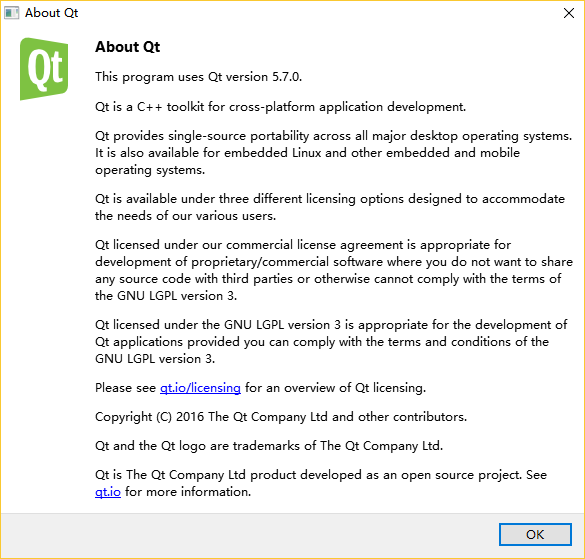 About Qt
Qt
About Qt
This program uses Qt version 5.7.0.
Qt is a C++ toolkit for cross-platform application development.
Qt provides single-source portability across all major desktop operating systems.
It is also available for embedded Linux and other embedded and mobile
operating systems.
Qt is available under three different licensing options designed to accommodate
the needs of our various users.
Qt licensed under our commercial license agreement is appropriate for
development of proprietary/commercial software where you do not want to share
any source code with third parties or otherwise cannot comply with the terms of
the GNU LGPL version 3.
Qt licensed under the GNU LGPL version 3 is appropriate for the development of
Qt applications provided you can comply with the terms and conditions of the
GNU LGPL version 3.
Please see qt.io/licensing for an overview of Qt licensing.
Copyright (C) 2016 The Qt Company Ltd and other contributors.
Qt and the Qt logo are trademarks of The Qt Company Ltd.
Qt is The Qt Company Ltd product developed as an open source project. See
qt.io for more information.
OK